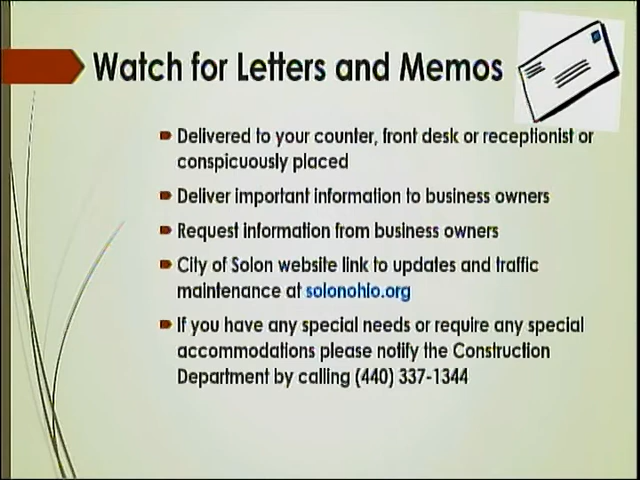 Watch for Letters and Memos
Delivered to your counter, front desk or receptionist or
conspicuously placed
Deliver important information to business owners
Request information from business owners
City of Solon website link to updates and traffic
maintenance at solonohio.org
If you have any special needs or require any special
accommodations please notify the Construction
Department by calling (440) 337-1344